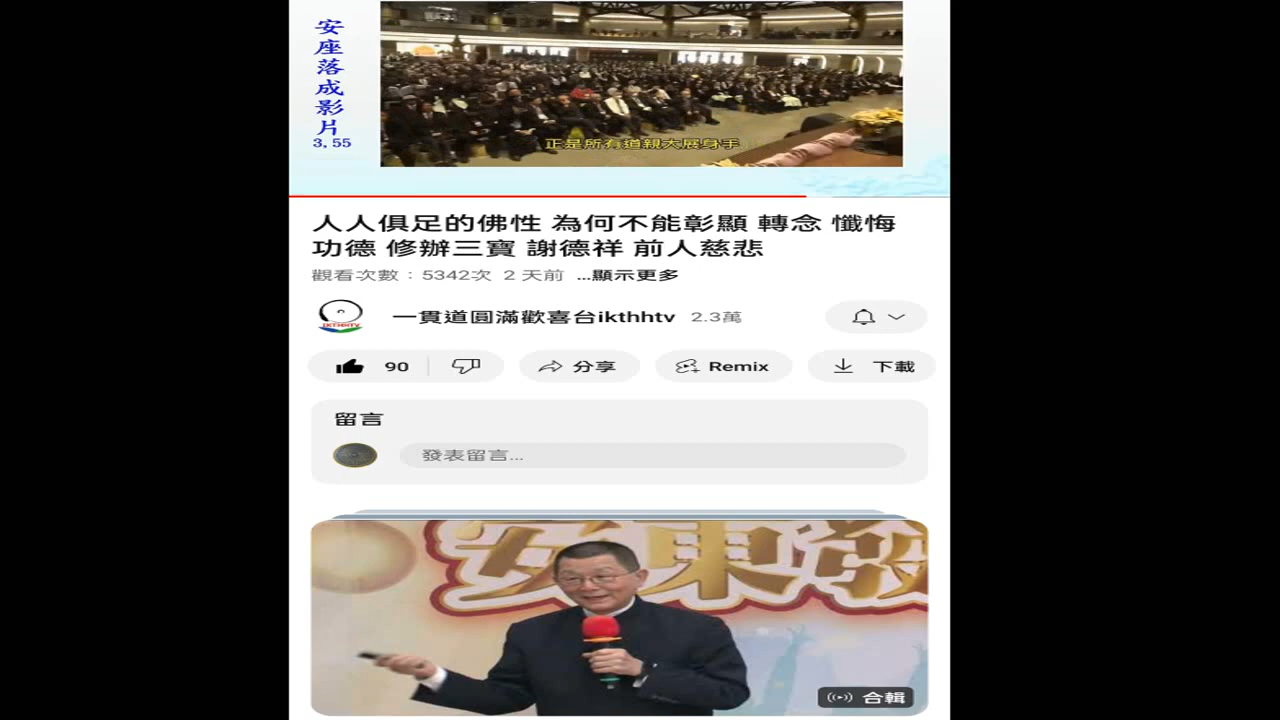 安座落成影片
3,55
正是所有道親大展身手
人人俱足的佛性 為何不能彰顯 轉念 懺悔
功德 修辦三寶 謝德祥 前人慈悲
觀看次數：5342次 2 天前 ...顯示更多
IKTHHTV
一貫道圓滿歡喜台ikthhtv 2.3萬
90 分享 Remix 下載
留言
發表留言...
安東敬
合輯